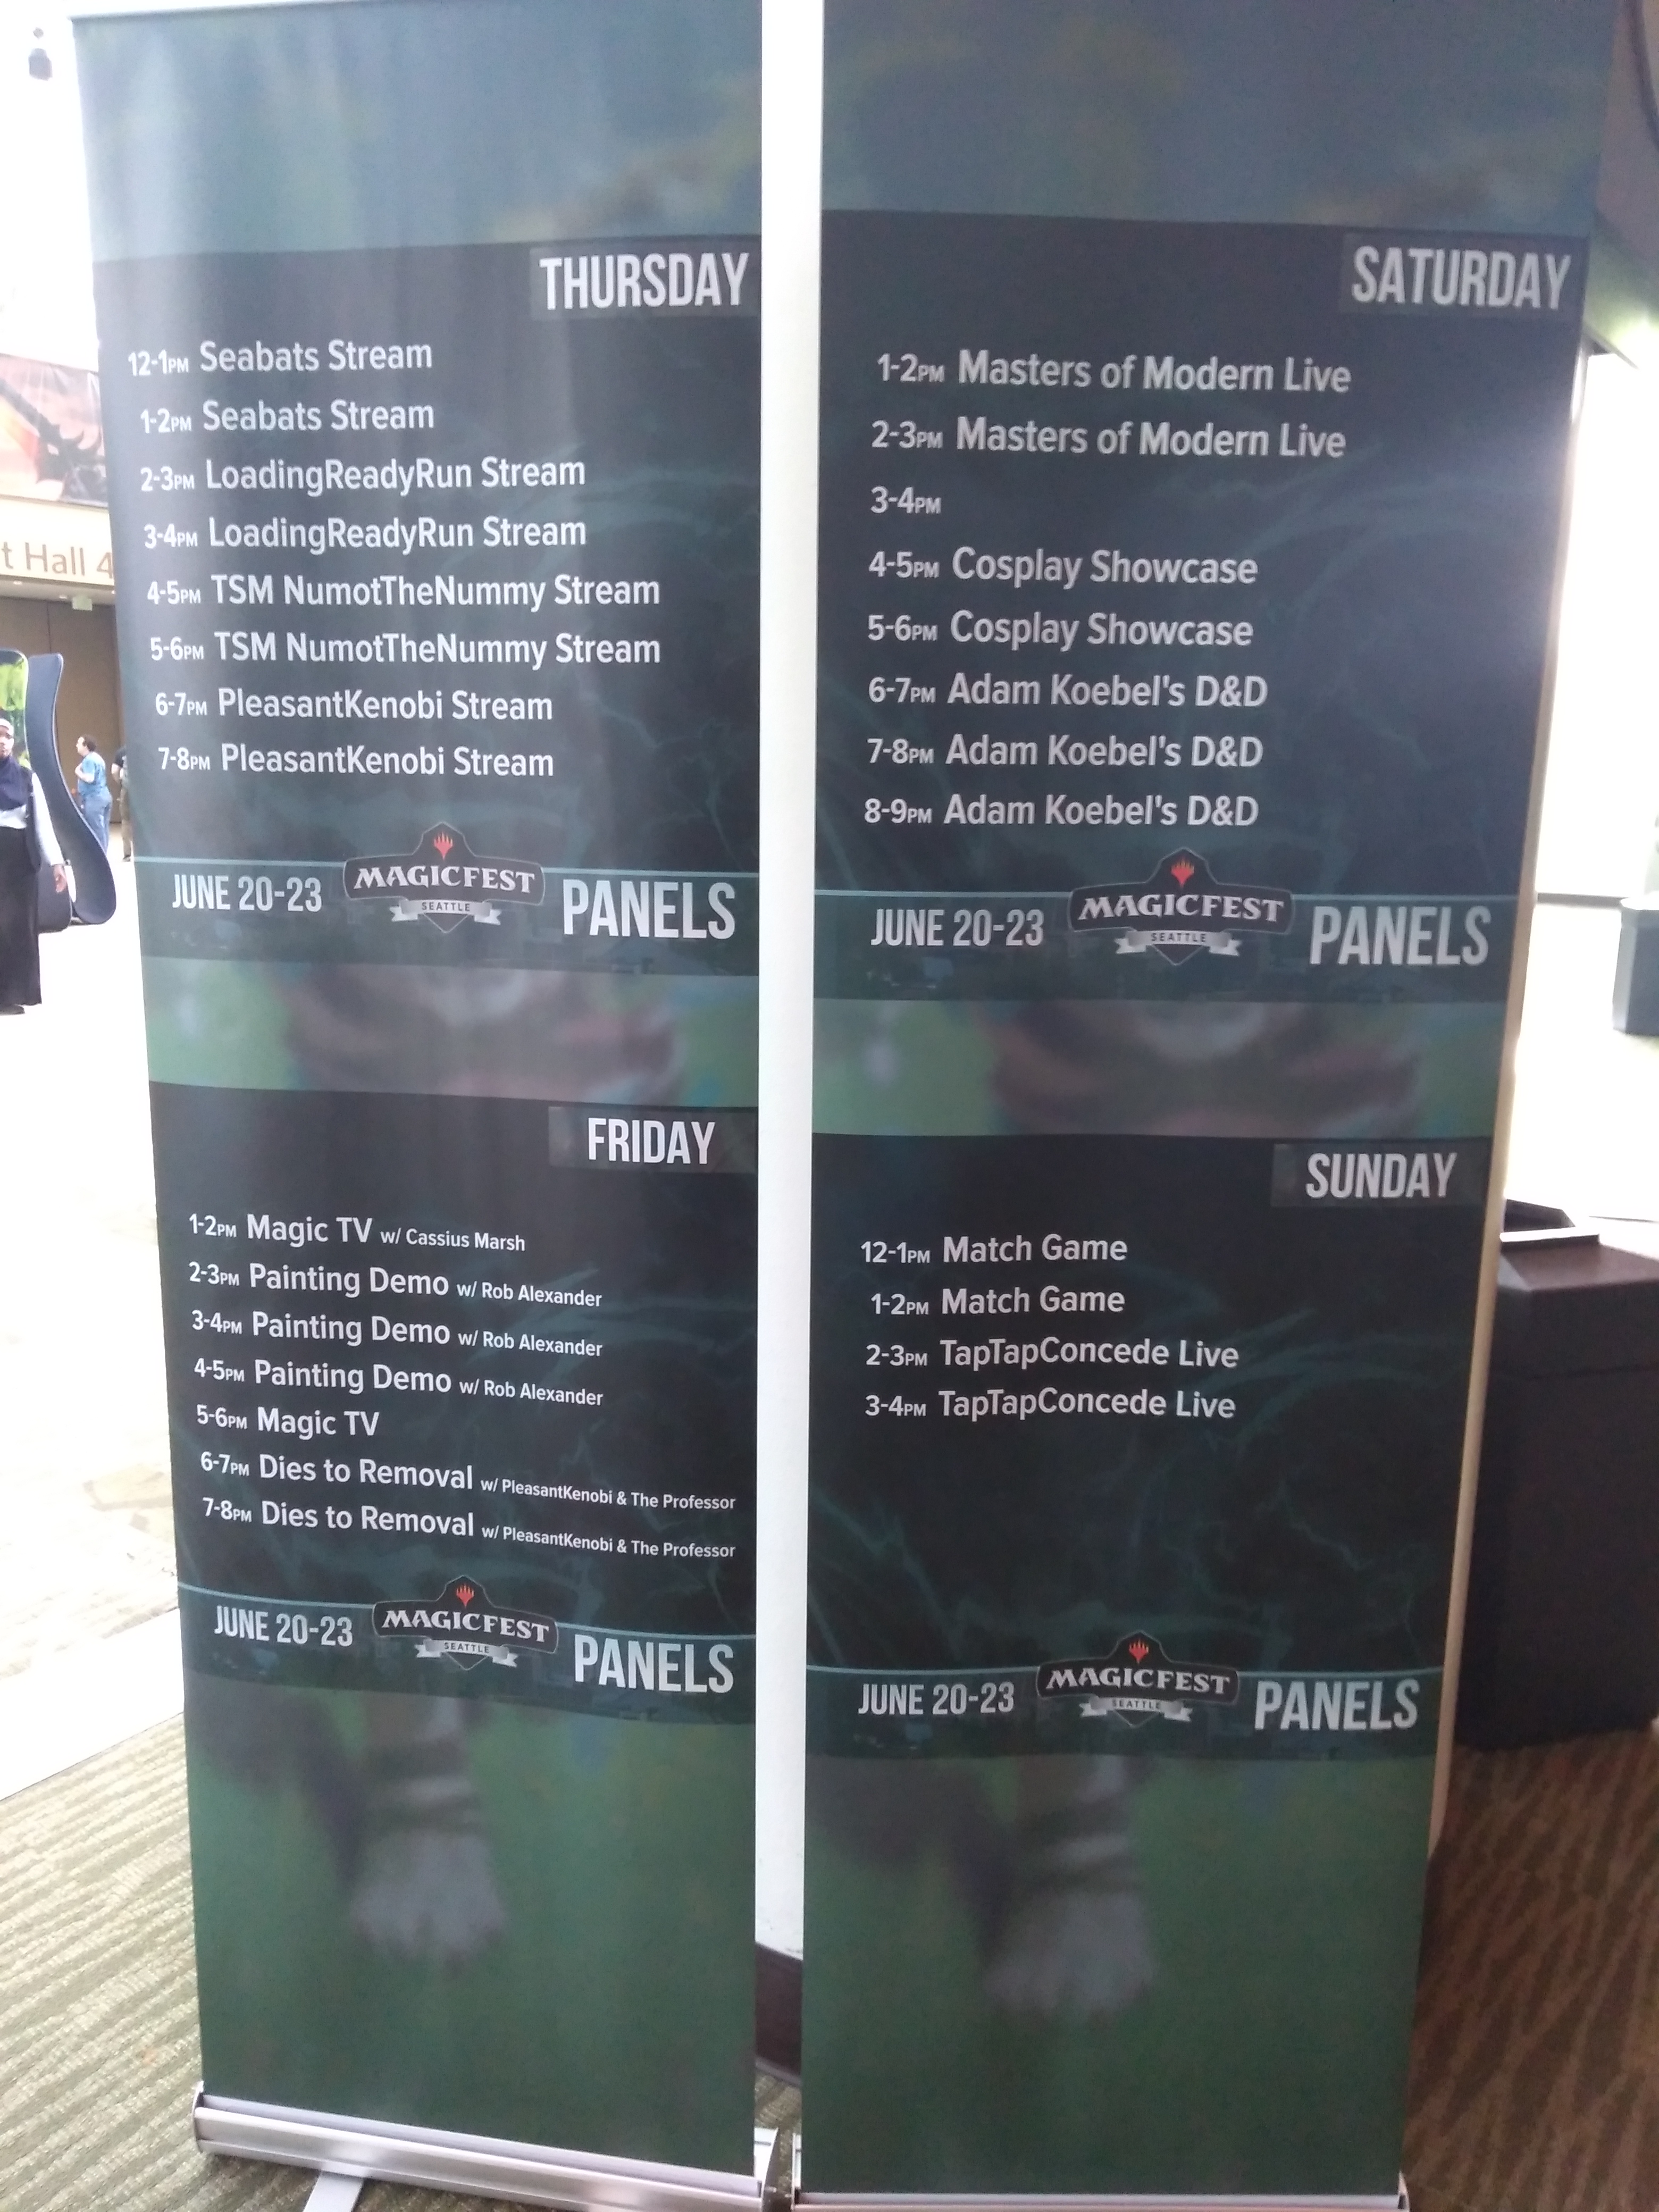 t Hall 4
THURSDAY
12-1PM Seabats Stream
1-2PM Seabats Stream
2-3PM LoadingReadyRun Stream
3-4PM LoadingReadyRun Stream
4-5PM TSM NumotTheNummy Stream
5-6PM TSM NumotTheNummy Stream
6-7PM PleasantKenobi Stream
7-8PM PleasantKenobi Stream
JUNE 20-23 MAGICFEST PANELS
SEATTLE
FRIDAY
1-2PM Magic TV w/ Cassius Marsh
2-3PM Painting Demo w/ Rob Alexander
3-4PM Painting Demo w/ Rob Alexander
4-5PM Painting Demo w/ Rob Alexander
5-6PM Magic TV
6-7PM Dies to Removal w/ PleasantKenobi & The Professor
7-8PM Dies to Removal w/ PleasantKenobi & The Professor
JUNE 20-23 MAGICFEST PANELS
SEATTLE
SATURDAY
1-2PM Masters of Modern Live
2-3PM Masters of Modern Live
3-4PM
4-5PM Cosplay Showcase
5-6PM Cosplay Showcase
6-7PM Adam Koebel's D&D
7-8PM Adam Koebel's D&D
8-9PM Adam Koebel's D&D
JUNE 20-23 MAGICFEST PANELS
SEATTLE
SUNDAY
12-1PM Match Game
1-2PM Match Game
2-3PM TapTapConcede Live
3-4PM TapTapConcede Live
JUNE 20-23 MAGICFEST PANELS
SEATTLE